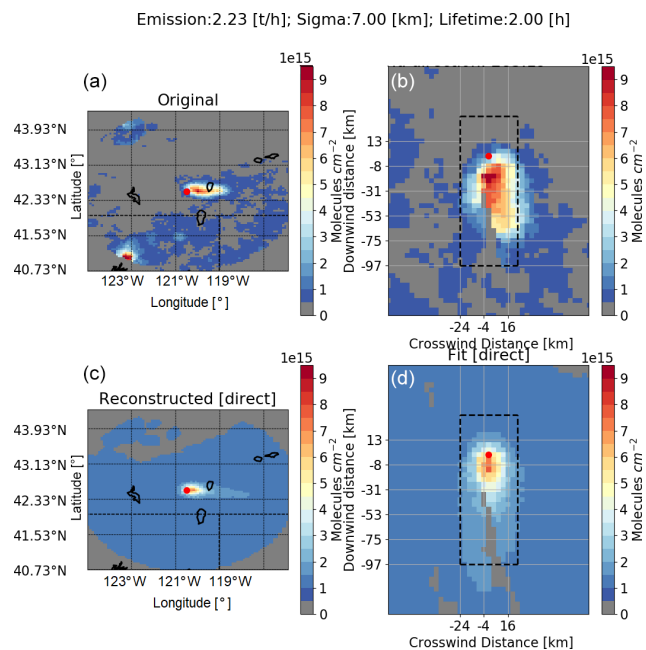 Emission:2.23 [t/h]; Sigma:7.00 [km]; Lifetime:2.00 [h]
(a)
Original
1e15
43.93°N
43.13°N
42.33°N
41.53°N
40.73°N
Latitude [°]
123°W 121°W 119°W
Longitude [°]
9
8
7
6
5
4
3
2
1
0
Molecules cm⁻²
(b)
1e15
13
-8
-31
-53
-75
-97
Downwind distance [km]
-24 -4 16
Crosswind Distance [km]
9
8
7
6
5
4
3
2
1
0
Molecules cm⁻²
(c)
Reconstructed [direct]
1e15
43.93°N
43.13°N
42.33°N
41.53°N
40.73°N
Latitude [°]
123°W 121°W 119°W
Longitude [°]
9
8
7
6
5
4
3
2
1
0
Molecules cm⁻²
(d)
Fit [direct]
1e15
13
-8
-31
-53
-75
-97
Downwind distance [km]
-24 -4 16
Crosswind Distance [km]
9
8
7
6
5
4
3
2
1
0
Molecules cm⁻²